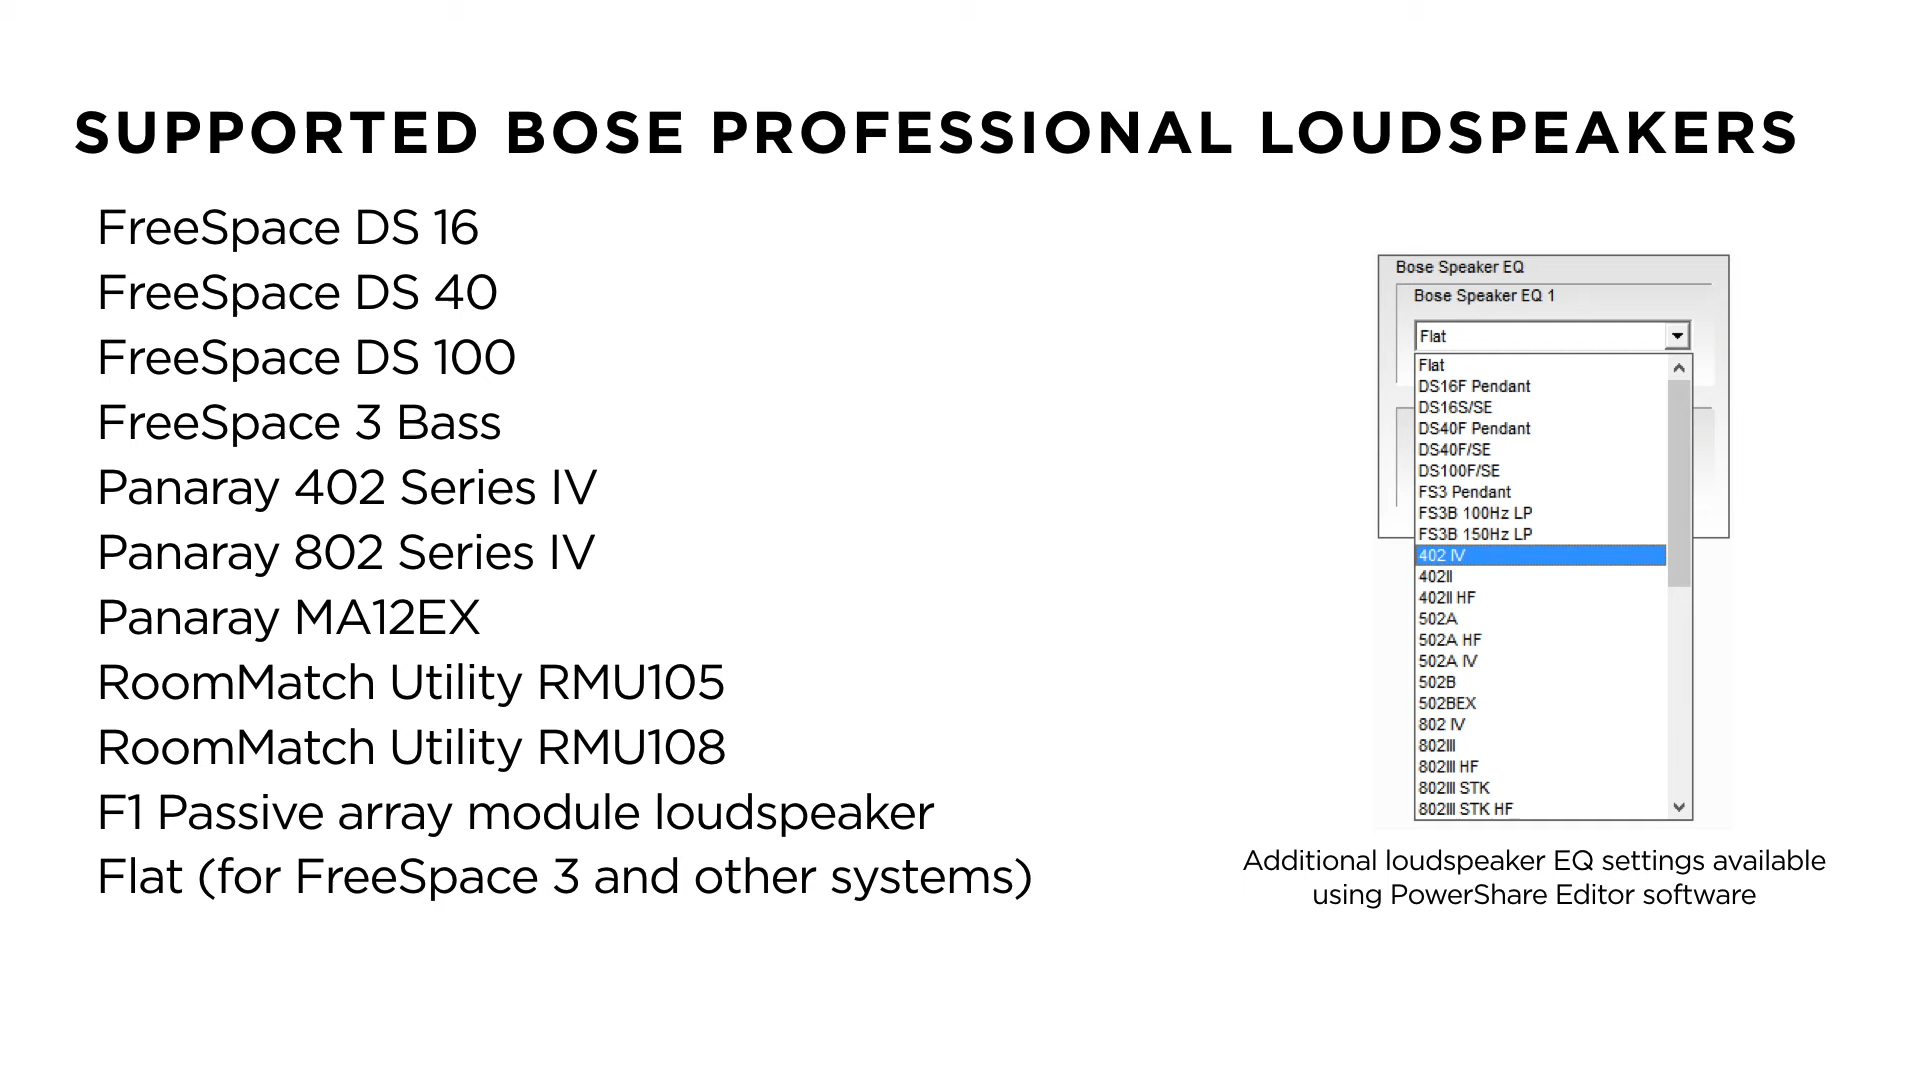 SUPPORTED BOSE PROFESSIONAL LOUDSPEAKERS
FreeSpace DS 16
FreeSpace DS 40
FreeSpace DS 100
FreeSpace 3 Bass
Panaray 402 Series IV
Panaray 802 Series IV
Panaray MA12EX
RoomMatch Utility RMU105
RoomMatch Utility RMU108
F1 Passive array module loudspeaker
Flat (for FreeSpace 3 and other systems)
Bose Speaker EQ
Bose Speaker EQ 1
Flat
Flat
DS16F Pendant
DS16S/SE
DS40F Pendant
DS40F/SE
DS100F/SE
FS3 Pendant
FS3B 100Hz LP
FS3B 150Hz LP
402 IV
402II
402II HF
502A
502A HF
502A IV
502B
502BEX
802 IV
802III
802III HF
802III STK
802III STK HF
Additional loudspeaker EQ settings available
using PowerShare Editor software